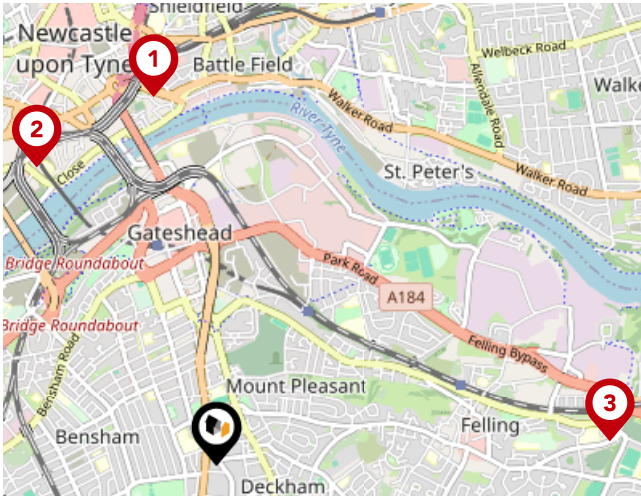 Shieldfield
Newcastle
upon Tyne
1
Battle Field
Welbeck Road
Allendale Road
Walke
2
River Tyne
Walker Road
Close
St. Peter's
Walker Road
Gateshead
Bridge Roundabout
Park Road
A184
Bridge Roundabout
Felling Bypass
Bensham Road
Mount Pleasant
3
Felling
Bensham
Deckham